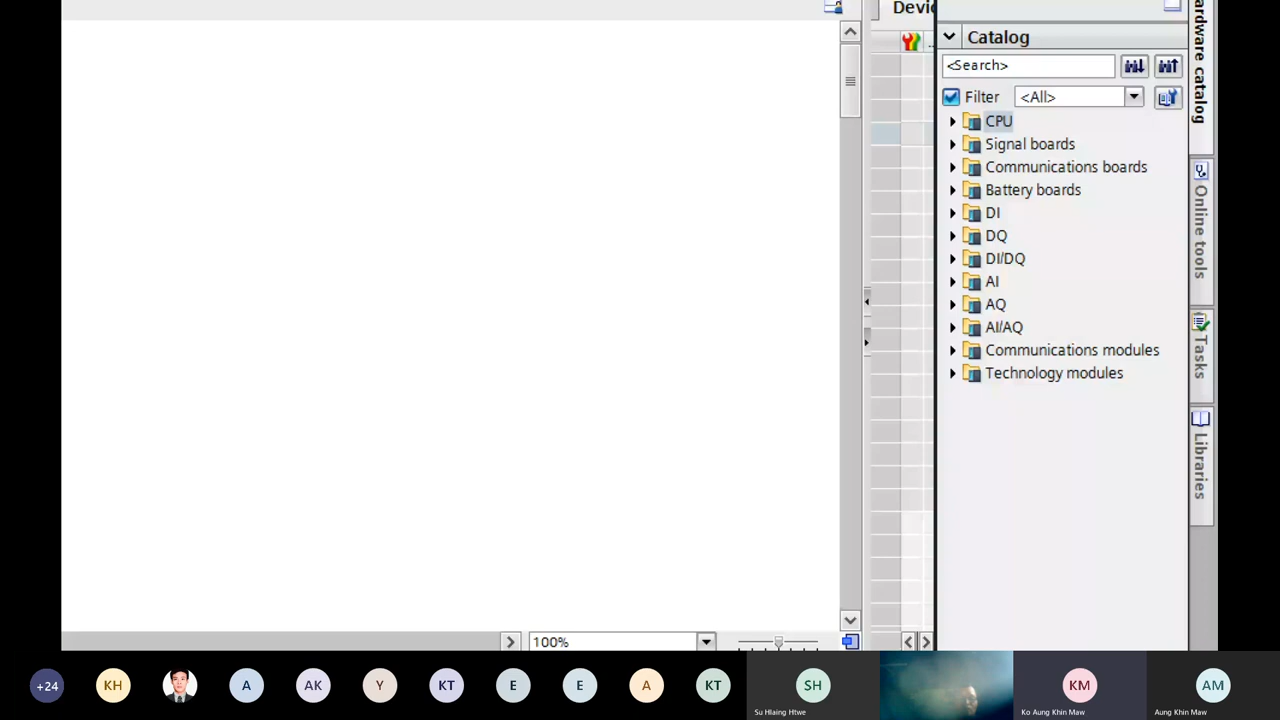 Devic
Catalog
<Search>
Filter
<All>
CPU
Signal boards
Communications boards
Battery boards
DI
DQ
DI/DQ
AI
AQ
AI/AQ
Communications modules
Technology modules
ardware catalog
Online tools
Tasks
Libraries
100%
+24
KH
A
AK
Y
KT
E
E
A
KT
SH
Su Hlaing Htwe
KM
Ko Aung Khin Maw
AM
Aung Khin Maw